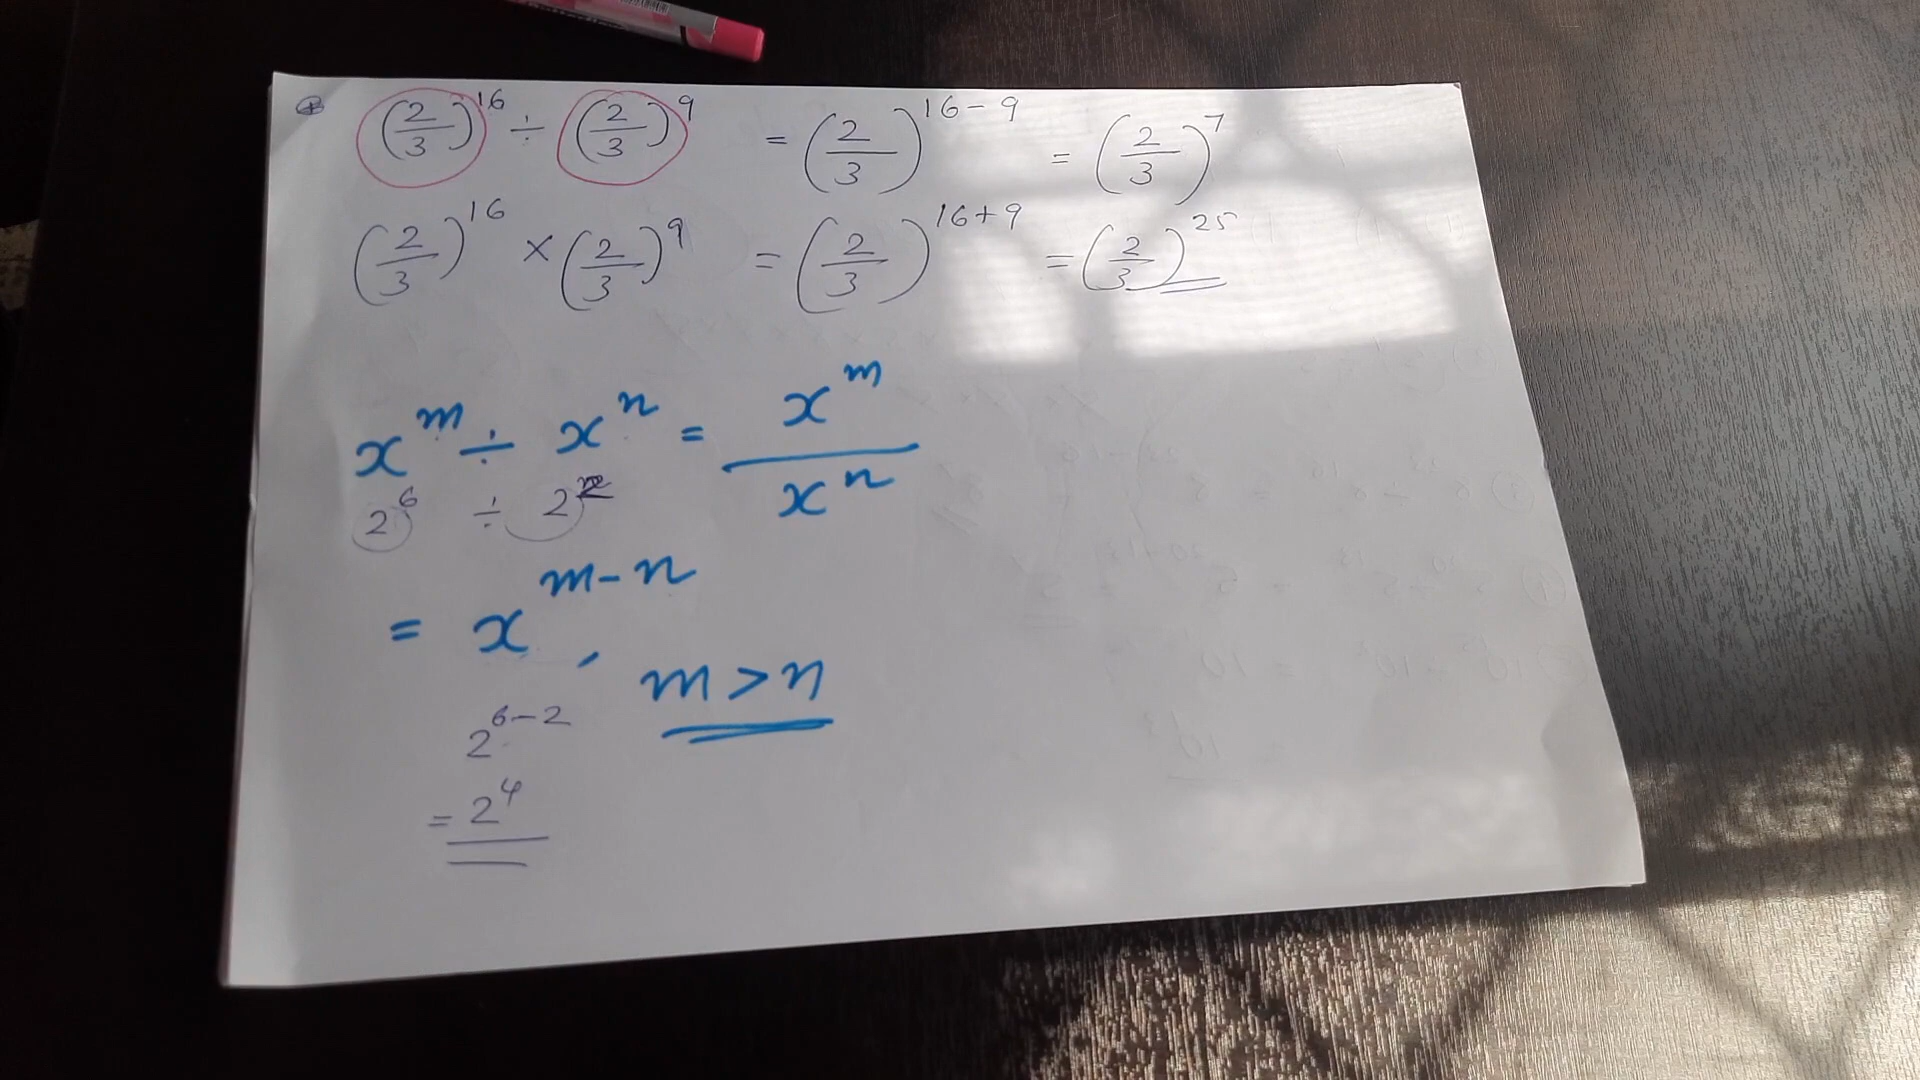 (2/3)^16 ÷ (2/3)^9 = (2/3)^16-9 = (2/3)^7
(2/3)^16 × (2/3)^9 = (2/3)^16+9 = (2/3)^25
x^m ÷ x^n = x^m/x^n
2^6 ÷ 2^2
= x^m-n, m>n
2^6-2
= 2^4